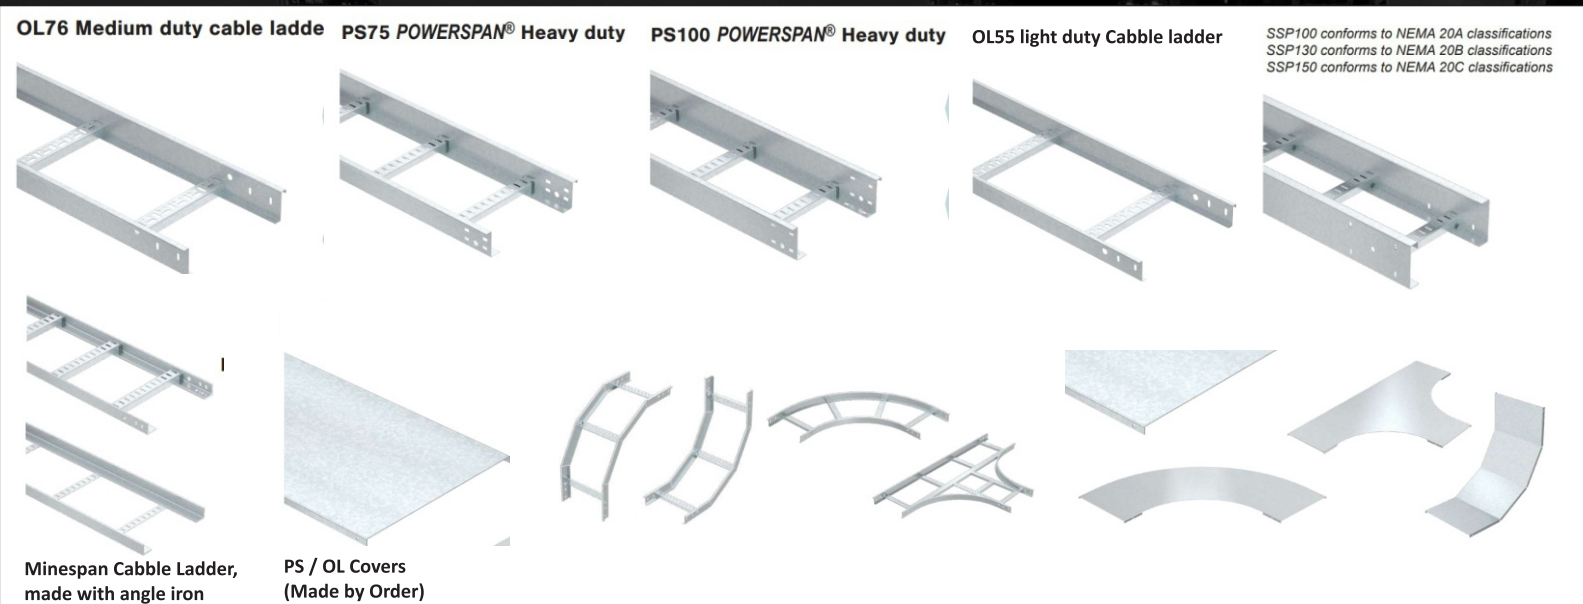 OL76 Medium duty cable ladde
PS75 POWERSPAN® Heavy duty
PS100 POWERSPAN® Heavy duty
OL55 light duty Cabble ladder
SSP100 conforms to NEMA 20A classifications
SSP130 conforms to NEMA 20B classifications
SSP150 conforms to NEMA 20C classifications
Minespan Cabble Ladder,
made with angle iron
PS / OL Covers
(Made by Order)